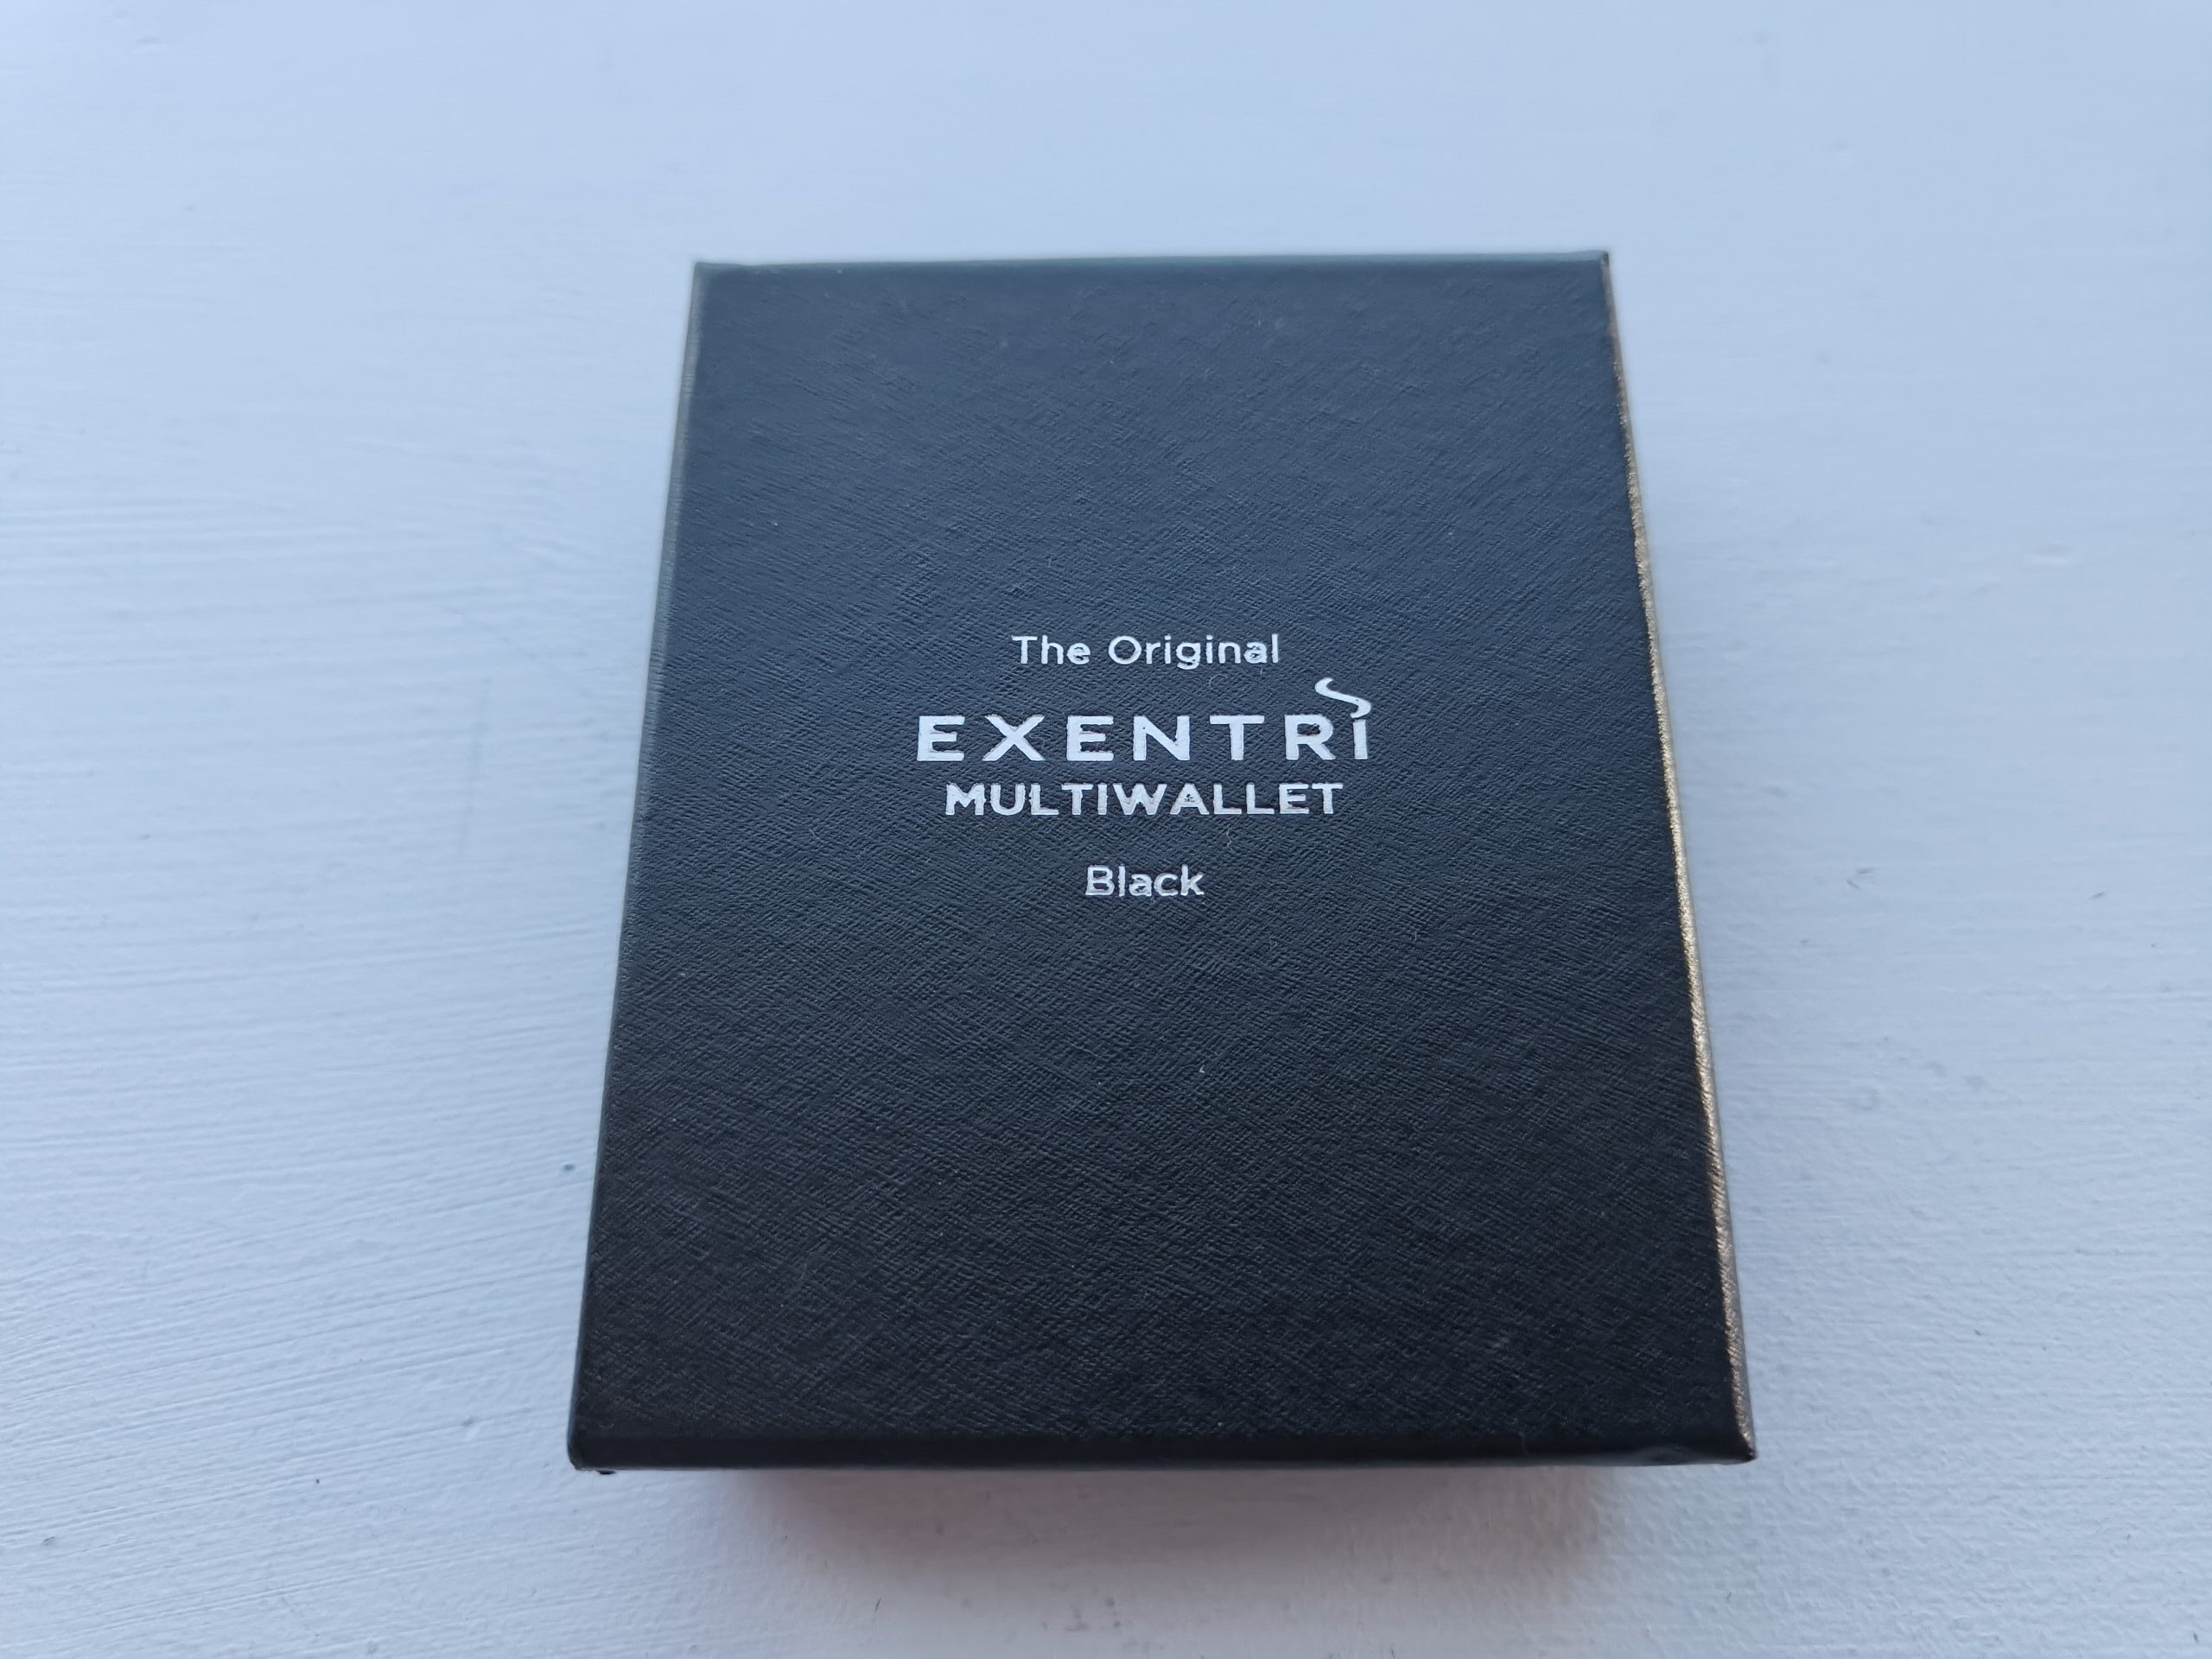 The Original
EXENTRI
MULTIWALLET
Black